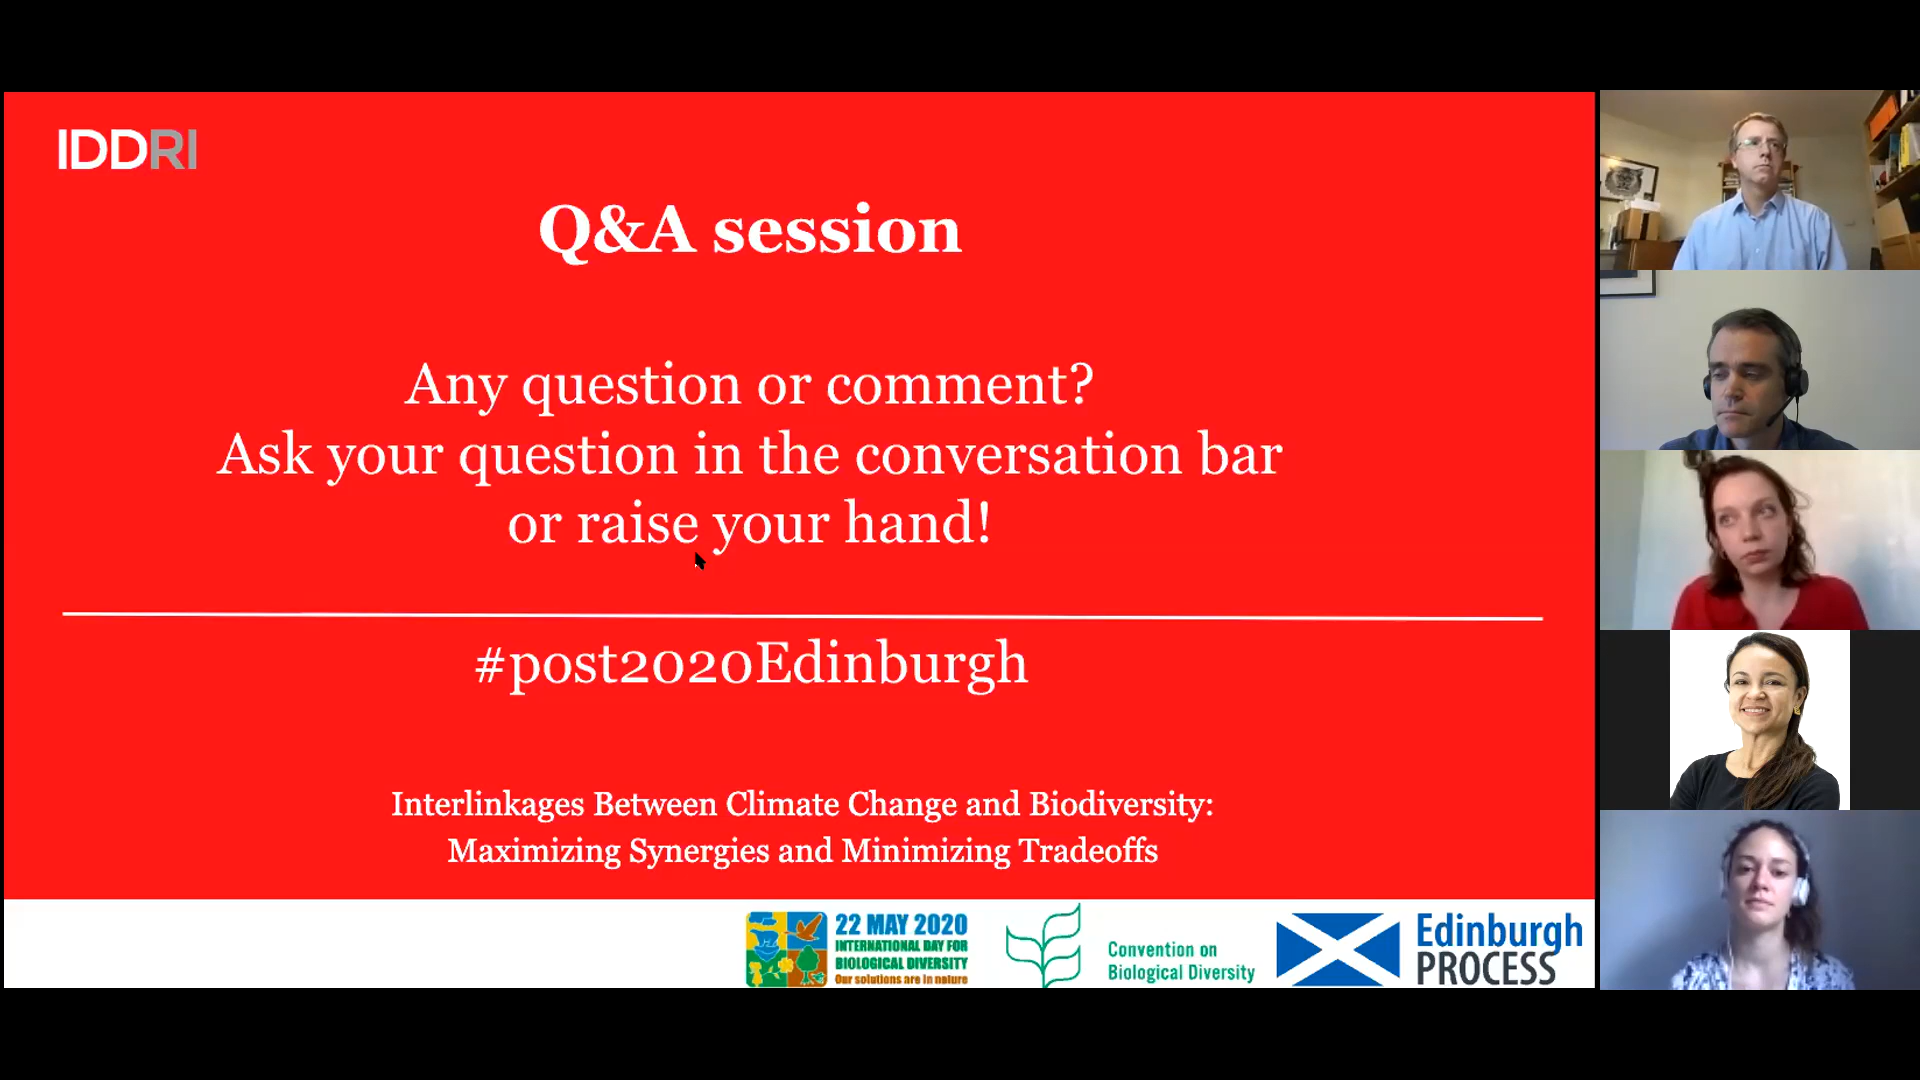 IDDRI
Q&A session
Any question or comment?
Ask your question in the conversation bar
or raise your hand!
#post2020Edinburgh
Interlinkages Between Climate Change and Biodiversity:
Maximizing Synergies and Minimizing Tradeoffs
22 MAY 2020
INTERNATIONAL DAY FOR
BIOLOGICAL DIVERSITY
Our solutions are in nature
Convention on
Biological Diversity
Edinburgh
PROCESS